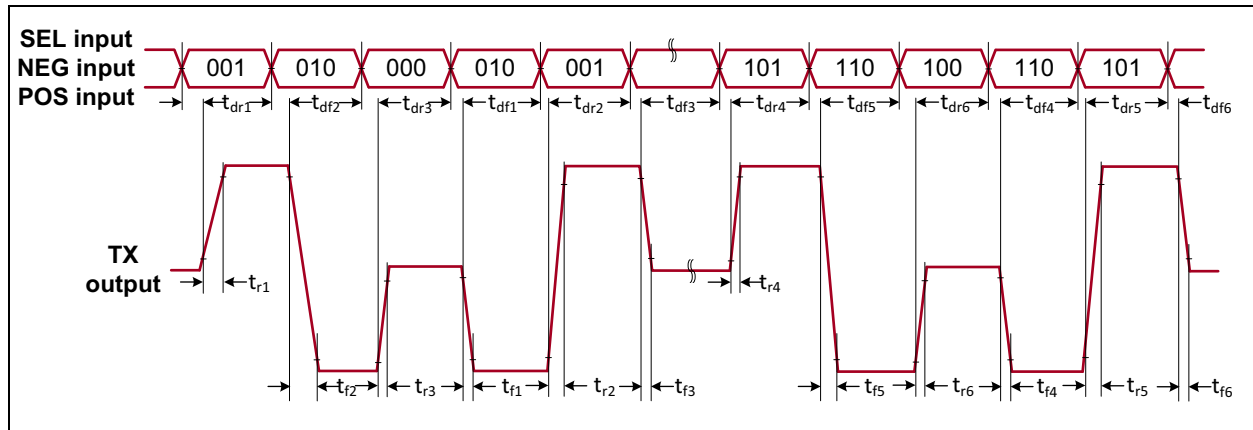 SEL input
NEG input
POS input
001 010 000 010 001 101 110 100 110 101
tdr1 tdf2 tdr3 tdf1 tdr2 tdf3 tdr4 tdf5 tdr6 tdf4 tdr5 tdf6
TX
output
tr1 tr4
tf2 tr3 tf1 tr2 tf3 tf5 tr6 tf4 tr5 tf6